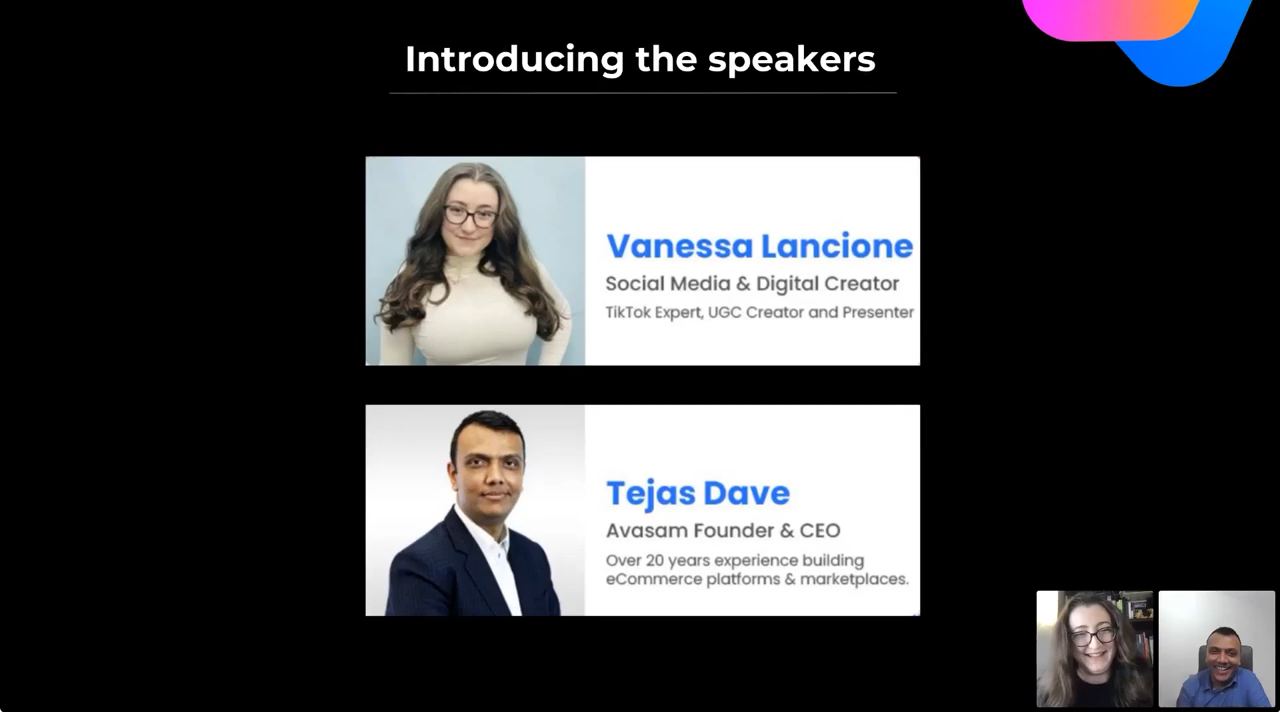 Introducing the speakers
Vanessa Lancione
Social Media & Digital Creator
TikTok Expert, UGC Creator and Presenter
Tejas Dave
Avasam Founder & CEO
Over 20 years experience building
eCommerce platforms & marketplaces.